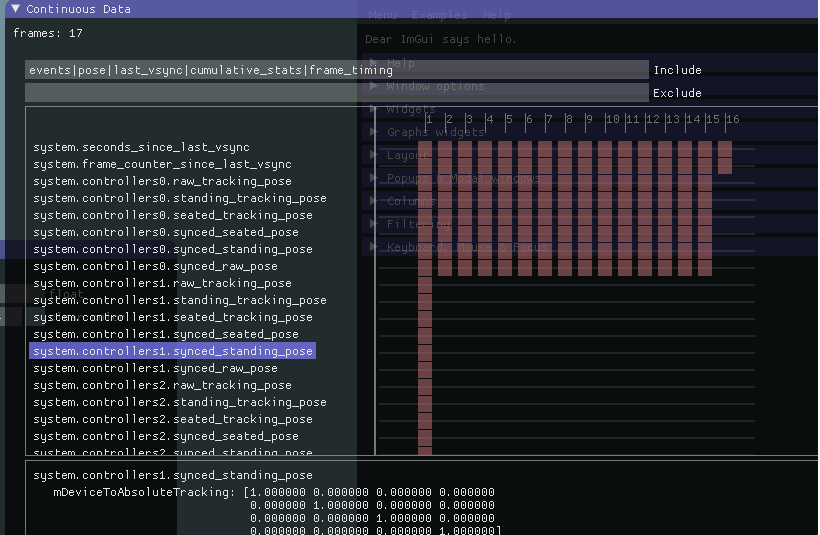 Continuous Data
Menu Examples Help
frames: 17
Dear ImGui says hello.
Help
events|pose|last_vsync|cumulative_stats|frame_timing
Include
Window options
Exclude
Widgets
1 2 3 4 5 6 7 8 9 10 11 12 13 14 15 16
Graphs widgets
system.seconds_since_last_vsync
Layout
system.frame_counter_since_last_vsync
Popups & Modal windows
system.controllers0.raw_tracking_pose
system.controllers0.standing_tracking_pose
Columns
system.controllers0.seated_tracking_pose
Filtering
system.controllers0.synced_seated_pose
system.controllers0.synced_standing_pose
Keyboard, Mouse & Focus
system.controllers0.synced_raw_pose
system.controllers1.raw_tracking_pose
float
system.controllers1.standing_tracking_pose
system.controllers1.seated_tracking_pose
system.controllers1.synced_seated_pose
system.controllers1.synced_standing_pose
system.controllers1.synced_raw_pose
system.controllers2.raw_tracking_pose
system.controllers2.standing_tracking_pose
system.controllers2.seated_tracking_pose
system.controllers2.synced_seated_pose
system.controllers2.synced_standing_pose
system.controllers1.synced_standing_pose
mDeviceToAbsoluteTracking: [1.000000 0.000000 0.000000 0.000000
0.000000 1.000000 0.000000 0.000000
0.000000 0.000000 1.000000 0.000000
0.000000 0.000000 0.000000 1.000000]